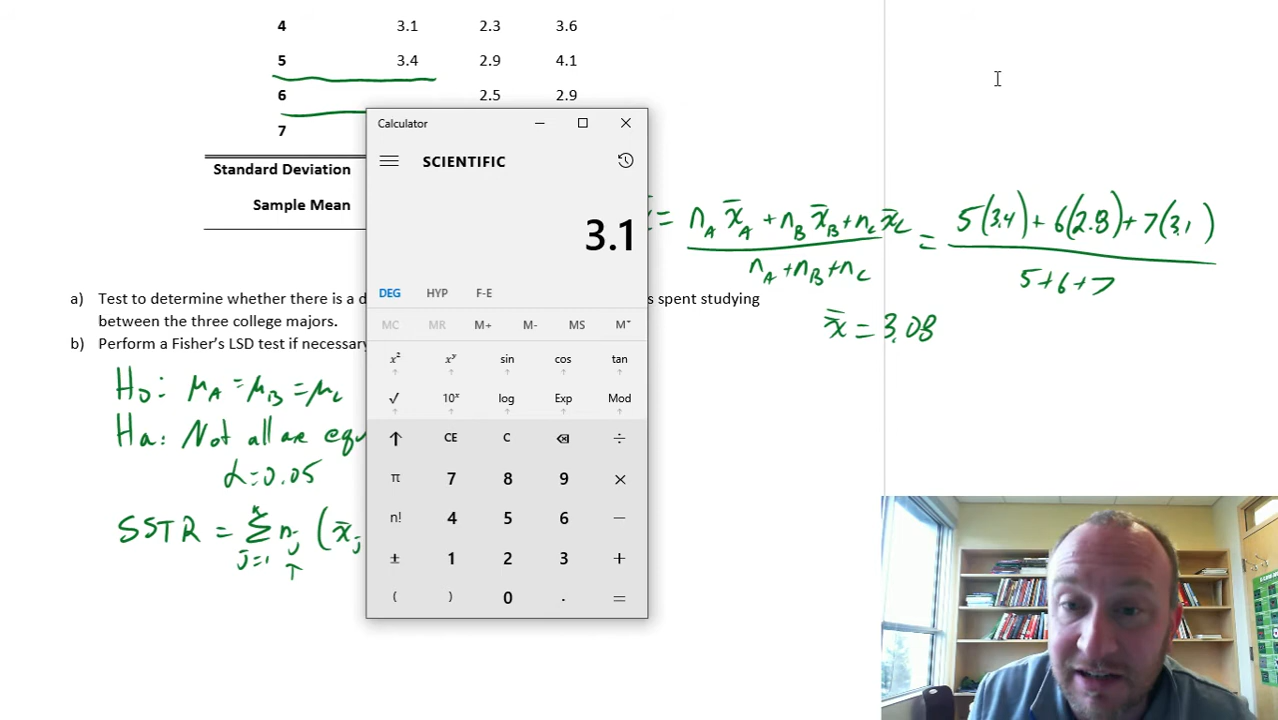 4 3.1 2.3 3.6
5 3.4 2.9 4.1
6 2.5 2.9
7
Standard Deviation
Sample Mean
Calculator
SCIENTIFIC
3.1
DEG HYP F-E
MC MR M+ M- MS M˅
x² xʸ sin cos tan
√ 10ˣ log Exp Mod
↑ CE C ⌫ ÷
π 7 8 9 ×
n! 4 5 6 −
± 1 2 3 +
( ) 0 . =
= n_A x̄_A + n_B x̄_B + n_C x̄_C / n_A + n_B + n_C = 5(3.4) + 6(2.8) + 7(3.1) / 5+6+7
x̄ = 3.08
a) Test to determine whether there is a d s spent studying
between the three college majors.
b) Perform a Fisher's LSD test if necessary
H₀: μ_A = μ_B = μ_C
Ha: Not all are equ
α = 0.05
SSTR = Σ k j=1 n_j (x̄_j
↑